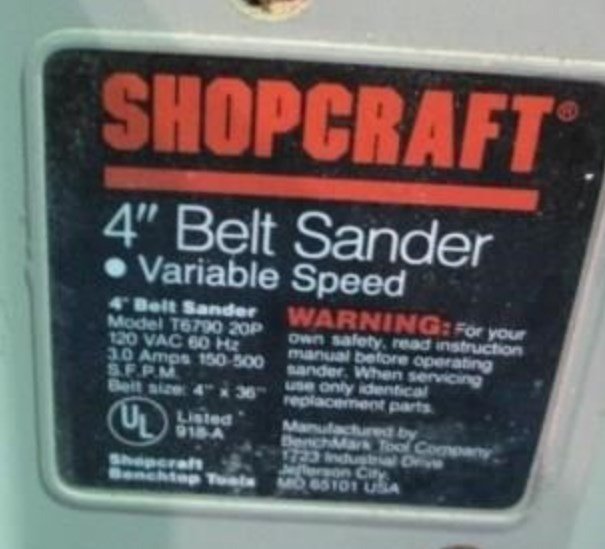 SHOPCRAFT®
4" Belt Sander
• Variable Speed
4" Belt Sander
Model T6790 20P
120 VAC 60 Hz
3.0 Amps 150-500
S.F.P.M.
Belt size: 4" x 36"
UL Listed
918-A
Shopcraft
Benchtop Tools
WARNING: For your
own safety, read instruction
manual before operating
sander. When servicing
use only identical
replacement parts.
Manufactured by
BenchMark Tool Company
1723 Industrial Drive
Jefferson City,
MO 65101 USA